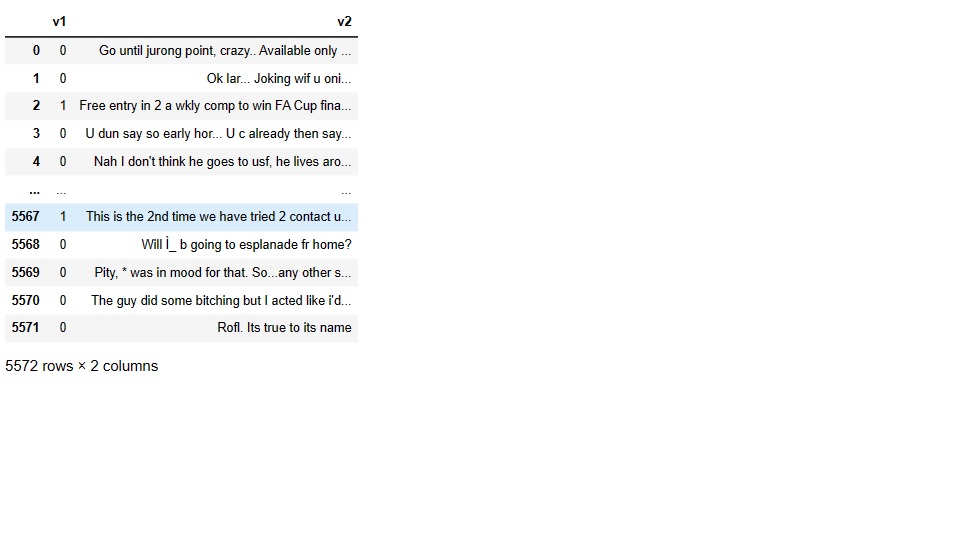 v1 v2
0 0 Go until jurong point, crazy.. Available only ...
1 0 Ok lar... Joking wif u oni...
2 1 Free entry in 2 a wkly comp to win FA Cup fina...
3 0 U dun say so early hor... U c already then say...
4 0 Nah I don't think he goes to usf, he lives aro...
... ... ...
5567 1 This is the 2nd time we have tried 2 contact u...
5568 0 Will Ì_ b going to esplanade fr home?
5569 0 Pity, * was in mood for that. So...any other s...
5570 0 The guy did some bitching but I acted like i'd...
5571 0 Rofl. Its true to its name
5572 rows × 2 columns